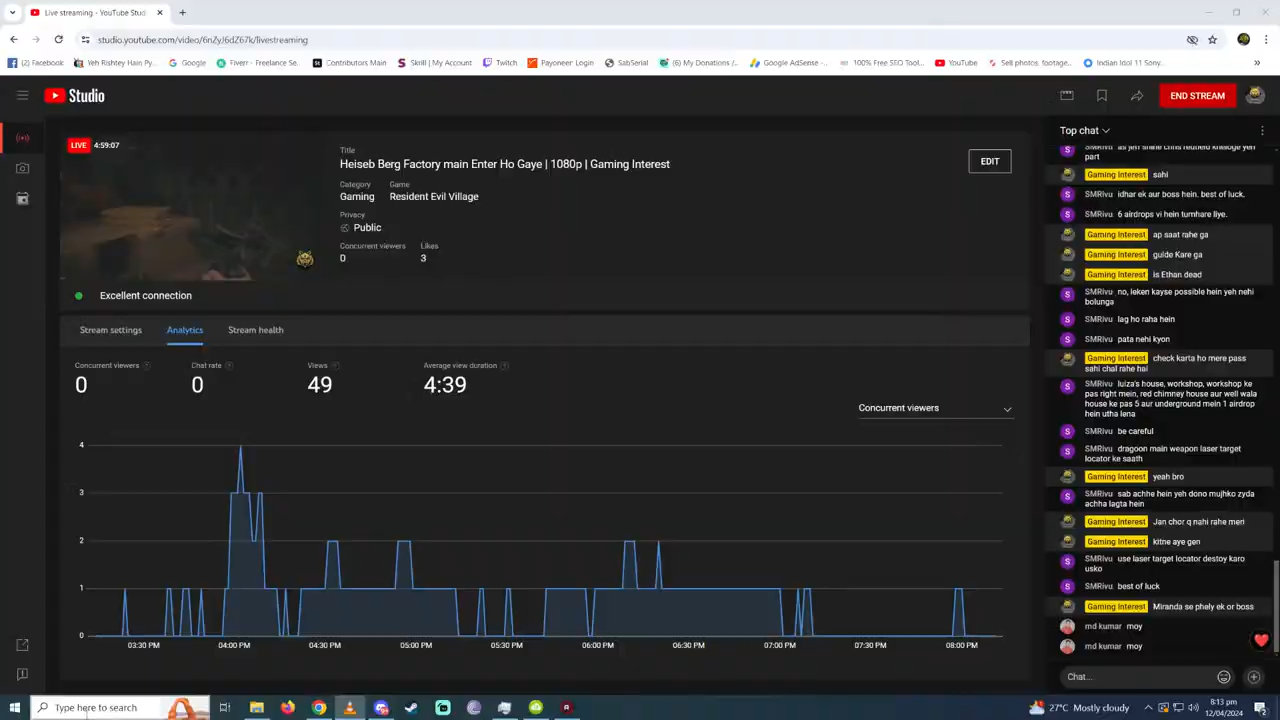 Live streaming - YouTube Stud
studio.youtube.com/video/6nZyJ6dZ67k/livestreaming
(2) Facebook
Yeh Rishtey Hain Py...
Google
Fiverr - Freelance Se...
Contributors Main
Skrill | My Account
Twitch
Payoneer Login
SabSerial
(6) My Donations /...
Google AdSense -...
100% Free SEO Tool...
YouTube
Sell photos, footage...
Indian Idol 11 Sony...
Studio
END STREAM
LIVE 4:59:07
Title
Heiseb Berg Factory main Enter Ho Gaye | 1080p | Gaming Interest
EDIT
Category
Gaming
Game
Resident Evil Village
Privacy
Public
Concurrent viewers
0
Likes
3
Excellent connection
Stream settings
Analytics
Stream health
Concurrent viewers
0
Chat rate
0
Views
49
Average view duration
4:39
Concurrent viewers
4
3
2
1
0
03:30 PM 04:00 PM 04:30 PM 05:00 PM 05:30 PM 06:00 PM 06:30 PM 07:00 PM 07:30 PM 08:00 PM
Top chat
part
Gaming Interest sahi
SMRivu idhar ek aur boss hein. best of luck.
SMRivu 6 airdrops vi hein tumhare liye.
Gaming Interest ap saat rahe ga
Gaming Interest guide Kare ga
Gaming Interest is Ethan dead
SMRivu no, leken kayse possible hein yeh nehi
bolunga
SMRivu lag ho raha hein
SMRivu pata nehi kyon
Gaming Interest check karta ho mere pass
sahi chal rahe hai
SMRivu luiza's house, workshop, workshop ke
pas right mein, red chimney house aur well wala
house ke pas 5 aur underground mein 1 airdrop
hein utha lena
SMRivu be careful
SMRivu dragoon main weapon laser target
locator ke saath
Gaming Interest yeah bro
SMRivu sab achhe hein yeh dono mujhko zyda
achha lagta hein
Gaming Interest Jan chor q nahi rahe meri
Gaming Interest kitne aye gen
SMRivu use laser target locator destoy karo
usko
SMRivu best of luck
Gaming Interest Miranda se phely ek or boss
md kumar moy
md kumar moy
Chat...
Type here to search
27°C Mostly cloudy
8:13 pm
12/04/2024
2